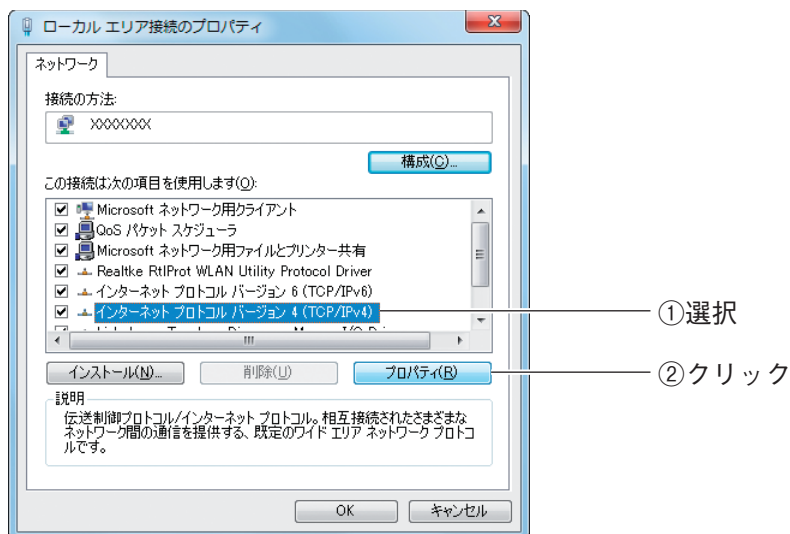 ローカル エリア接続のプロパティ
ネットワーク
接続の方法:
XXXXXXXX
構成(C)...
この接続は次の項目を使用します(O):
Microsoft ネットワーク用クライアント
QoS パケット スケジューラ
Microsoft ネットワーク用ファイルとプリンター共有
Realtke RtlProt WLAN Utility Protocol Driver
インターネット プロトコル バージョン 6 (TCP/IPv6)
インターネット プロトコル バージョン 4 (TCP/IPv4)
①選択
インストール(N)...
削除(U)
プロパティ(R)
②クリック
説明
伝送制御プロトコル/インターネット プロトコル。相互接続されたさまざまな
ネットワーク間の通信を提供する、既定のワイド エリア ネットワーク プロトコ
ルです。
OK
キャンセル